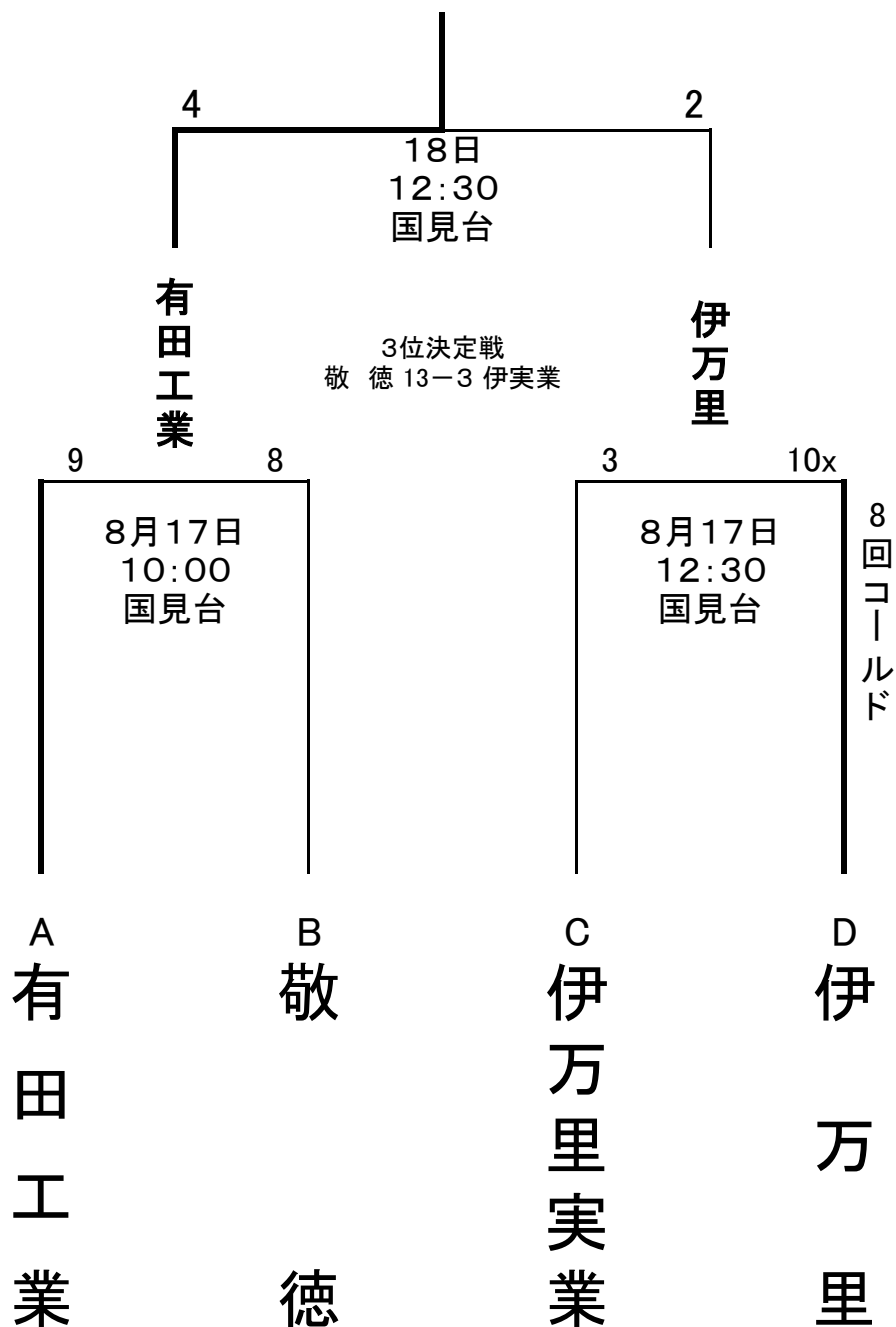 4
2
18日
12:30
国見台
有田工業
伊万里
3位決定戦
敬 徳 13－3 伊実業
9
8
3
10x
8月17日
10:00
国見台
8月17日
12:30
国見台
8回コールド
A
B
C
D
有田工業
敬徳
伊万里実業
伊万里